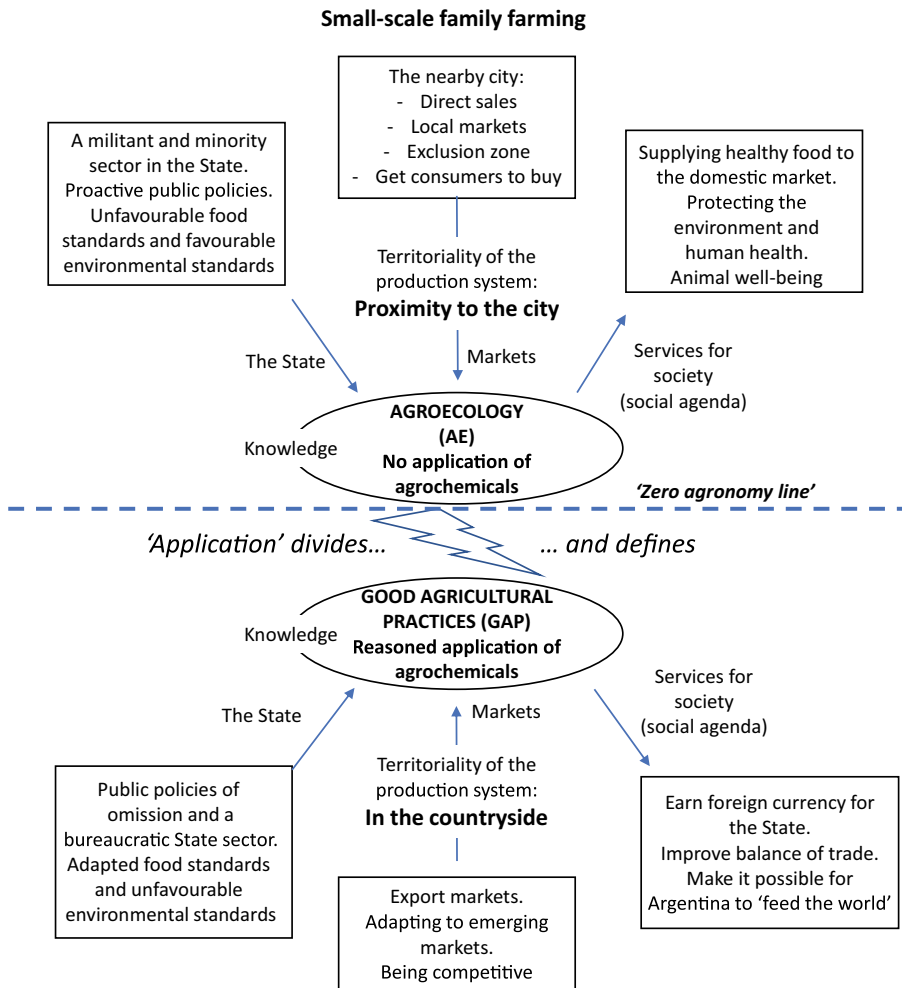 Small-scale family farming
The nearby city:
- Direct sales
- Local markets
- Exclusion zone
- Get consumers to buy
A militant and minority
sector in the State.
Proactive public policies.
Unfavourable food
standards and favourable
environmental standards
Supplying healthy food to
the domestic market.
Protecting the
environment and
human health.
Animal well-being
Territoriality of the
production system:
Proximity to the city
The State
Markets
Services for
society
(social agenda)
Knowledge
AGROECOLOGY
(AE)
No application of
agrochemicals
‘Zero agronomy line’
‘Application’ divides...
... and defines
Knowledge
GOOD AGRICULTURAL
PRACTICES (GAP)
Reasoned application of
agrochemicals
The State
Markets
Services for
society
(social agenda)
Territoriality of the
production system:
In the countryside
Public policies of
omission and a
bureaucratic State sector.
Adapted food standards
and unfavourable
environmental standards
Export markets.
Adapting to emerging
markets.
Being competitive
Earn foreign currency for
the State.
Improve balance of trade.
Make it possible for
Argentina to ‘feed the world’